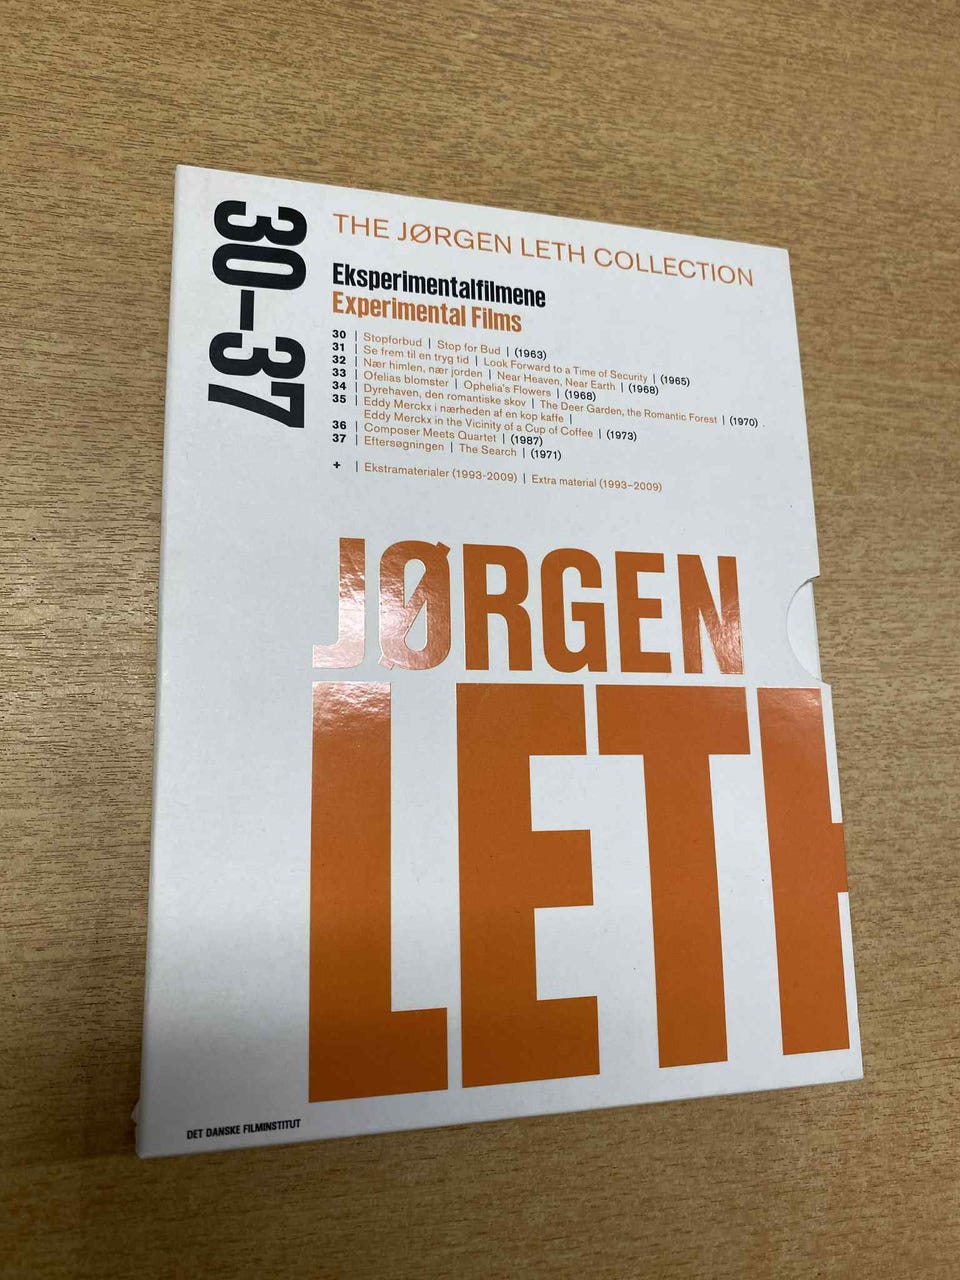 30–37
THE JØRGEN LETH COLLECTION
Eksperimentalfilmene
Experimental Films
30 | Stopforbud | Stop for Bud | (1963)
31 | Se frem til en tryg tid | Look Forward to a Time of Security | (1965)
32 | Nær himlen, nær jorden | Near Heaven, Near Earth | (1968)
33 | Ofelias blomster | Ophelia's Flowers | (1968)
34 | Dyrehaven, den romantiske skov | The Deer Garden, the Romantic Forest | (1970)
35 | Eddy Merckx i nærheden af en kop kaffe |
Eddy Merckx in the Vicinity of a Cup of Coffee | (1973)
36 | Composer Meets Quartet | (1987)
37 | Eftersøgningen | The Search | (1971)
+ | Ekstramaterialer (1993-2009) | Extra material (1993–2009)
JØRGEN
LETH
DET DANSKE FILMINSTITUT